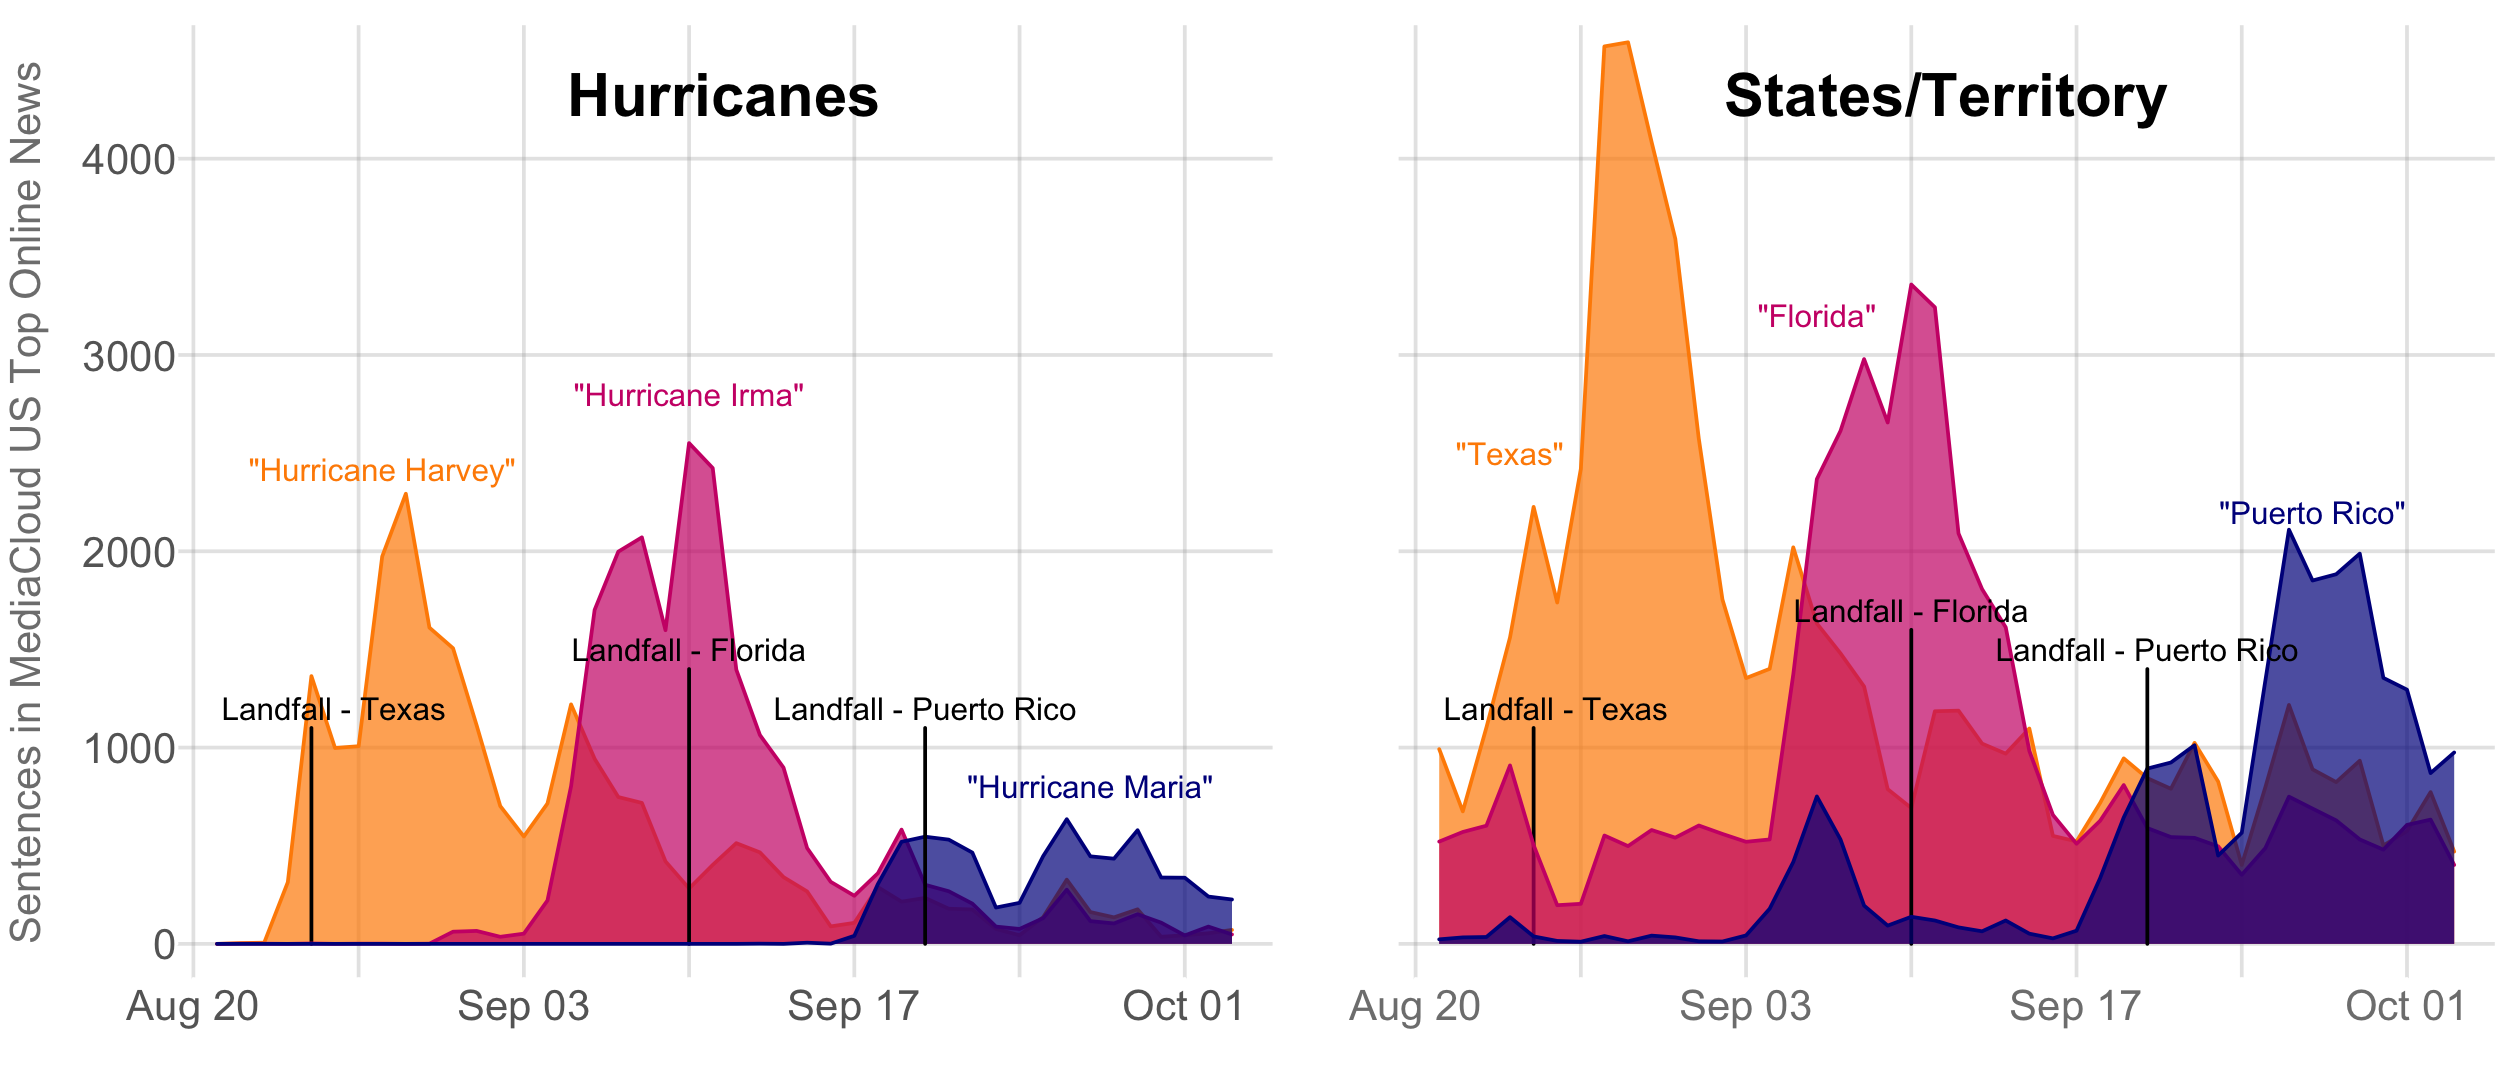 Sentences in MediaCloud US Top Online News
Hurricanes
4000
3000
2000
1000
0
"Hurricane Harvey"
"Hurricane Irma"
"Hurricane Maria"
Landfall - Texas
Landfall - Florida
Landfall - Puerto Rico
Aug 20
Sep 03
Sep 17
Oct 01
States/Territory
"Texas"
"Florida"
"Puerto Rico"
Landfall - Texas
Landfall - Florida
Landfall - Puerto Rico
Aug 20
Sep 03
Sep 17
Oct 01